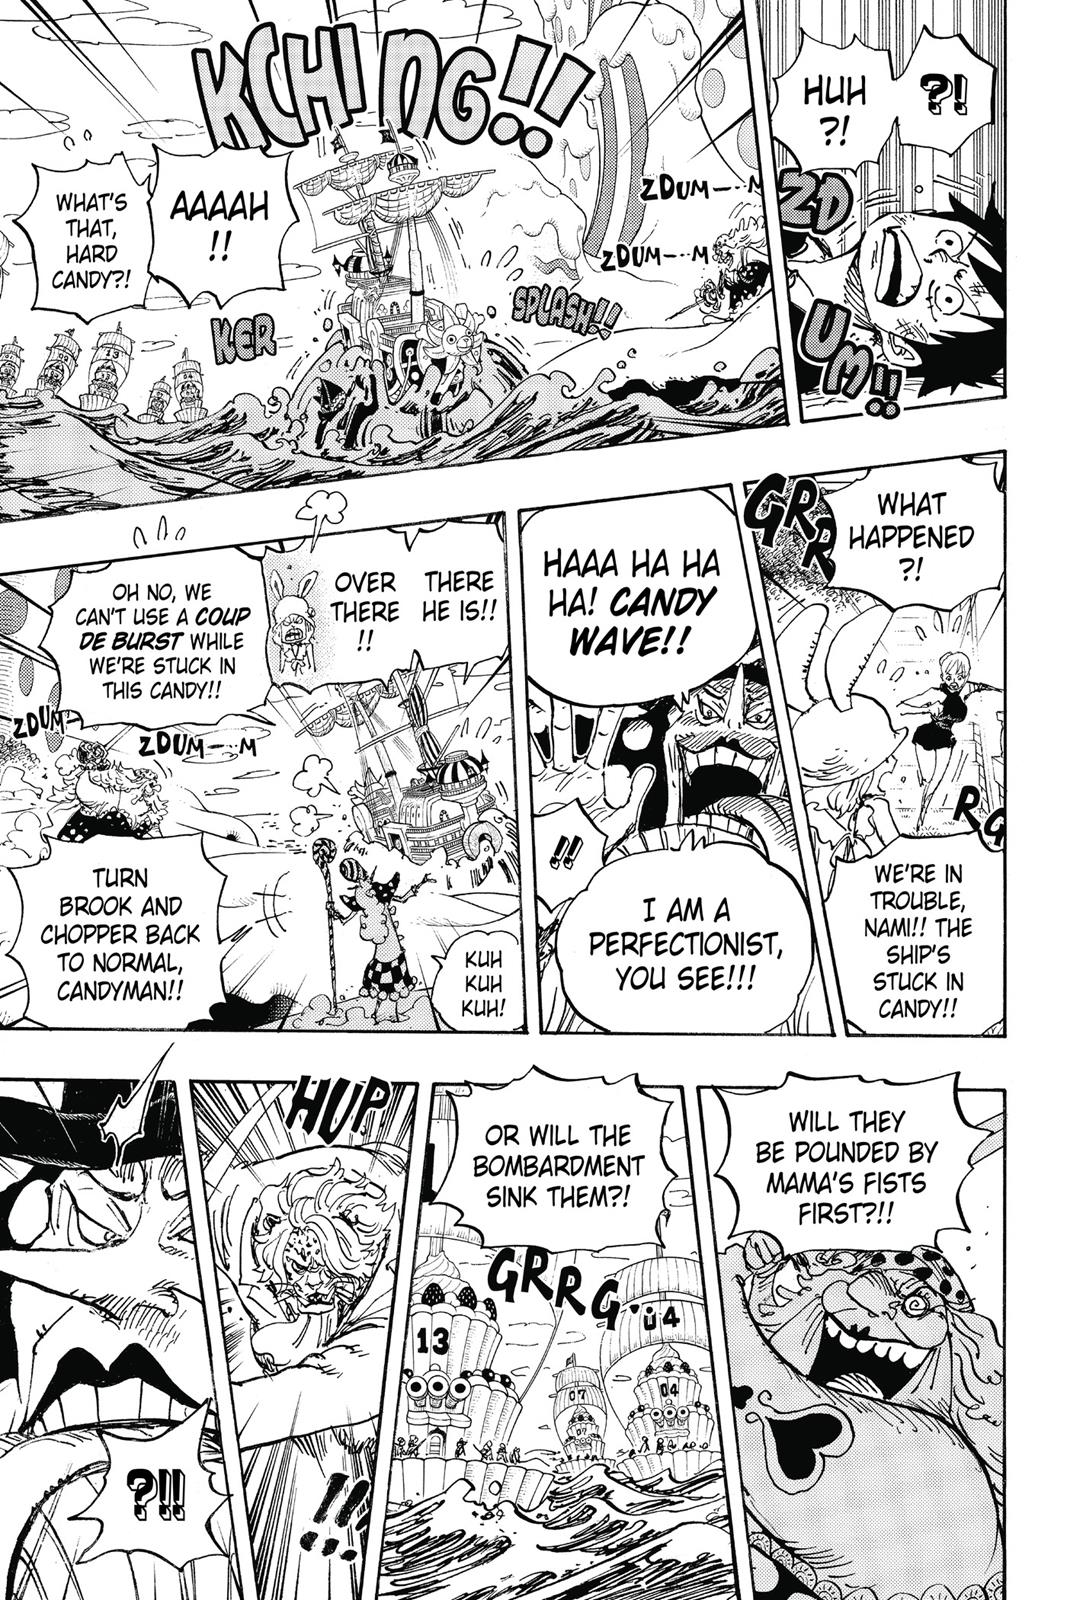 ?!
HUH
?!
ZD
UM!!
KCHING!!
ZDUM---M
ZDUM---M
SPLASH!!
KER
AAAAH
!!
WHAT'S
THAT,
HARD
CANDY?!
WHAT
HAPPENED
?!
GRR
RG
WE'RE IN
TROUBLE,
NAMI!! THE
SHIP'S
STUCK IN
CANDY!!
HAAA HA HA
HA! CANDY
WAVE!!
!!
I AM A
PERFECTIONIST,
YOU SEE!!!
THERE
HE IS!!
OVER
THERE
!!
OH NO, WE
CAN'T USE A COUP
DE BURST WHILE
WE'RE STUCK IN
THIS CANDY!!
ZDUM-
ZDUM---M
TURN
BROOK AND
CHOPPER BACK
TO NORMAL,
CANDYMAN!!
KUH
KUH
KUH!
WILL THEY
BE POUNDED BY
MAMA'S FISTS
FIRST?!!
OR WILL THE
BOMBARDMENT
SINK THEM?!
GRRG
13
07
07
04
04
HUP
!!
?!!